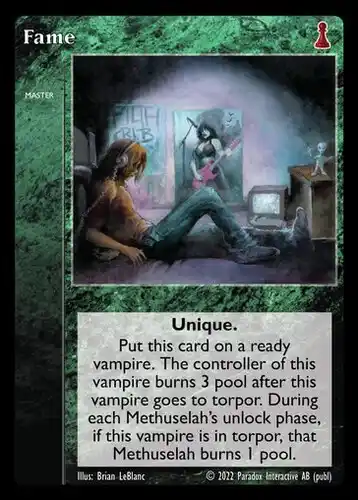 Fame
MASTER
Unique.
Put this card on a ready
vampire. The controller of this
vampire burns 3 pool after this
vampire goes to torpor. During
each Methuselah's unlock phase,
if this vampire is in torpor, that
Methuselah burns 1 pool.
Illus: Brian LeBlanc © 2022 Paradox Interactive AB (publ)